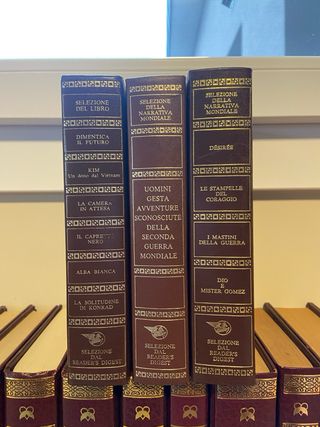 SELEZIONE
DEL LIBRO
DIMENTICA
IL FUTURO
KIM
Un dono dal Vietnam
LA CAMERA
IN ATTESA
IL CAPRETTO
NERO
ALBA BIANCA
LA SOLITUDINE
DI KONRAD
SELEZIONE
DAL
READER'S
DIGEST
SELEZIONE
DELLA
NARRATIVA
MONDIALE
UOMINI
GESTA
AVVENTURE
SCONOSCIUTE
DELLA
SECONDA
GUERRA
MONDIALE
SELEZIONE
DAL
READER'S
DIGEST
SELEZIONE
DELLA
NARRATIVA
MONDIALE
DÉSIRÉE
LE STAMPELLE
DEL
CORAGGIO
I MASTINI
DELLA GUERRA
DIO
E
MISTER GOMEZ
SELEZIONE
DAL
READER'S
DIGEST